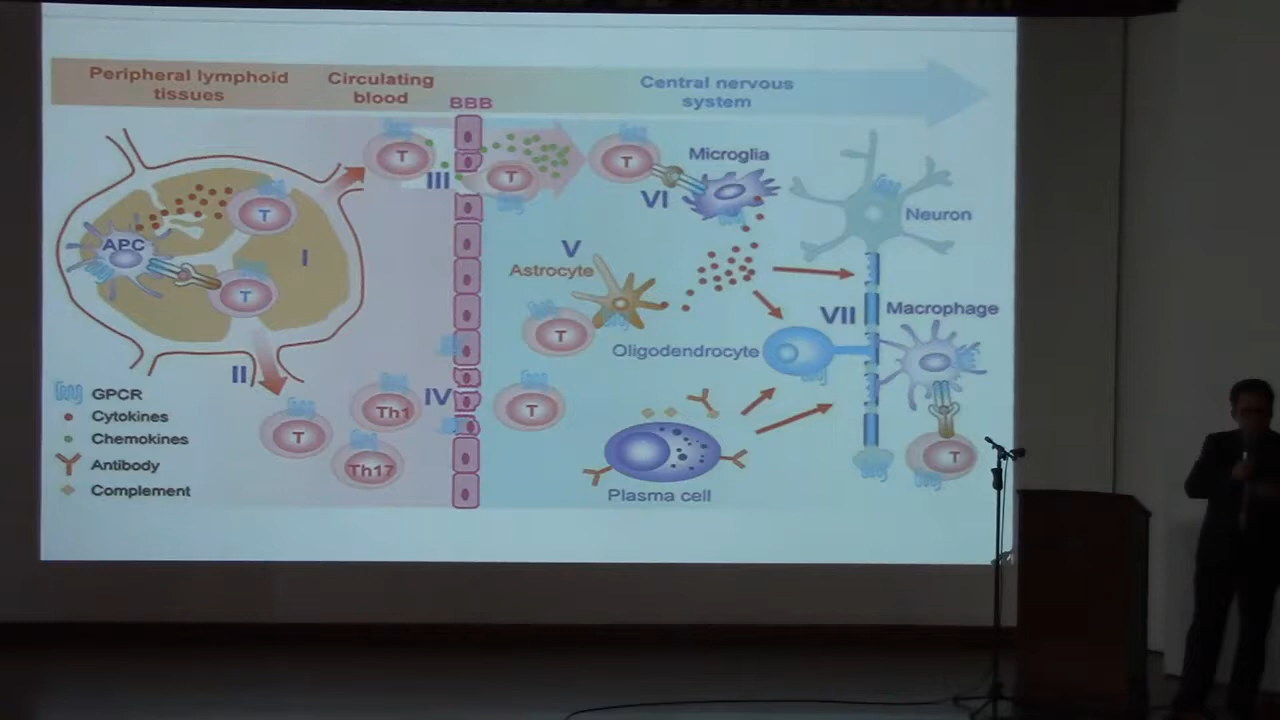 Peripheral lymphoid
tissues
Circulating
blood
BBB
Central nervous
system
T
T
T
Microglia
III
VI
T
APC
I
V
Neuron
Astrocyte
T
VII
Macrophage
T
Oligodendrocyte
II
IV
GPCR
Th1
T
Cytokines
T
Chemokines
Th17
T
Antibody
Complement
Plasma cell